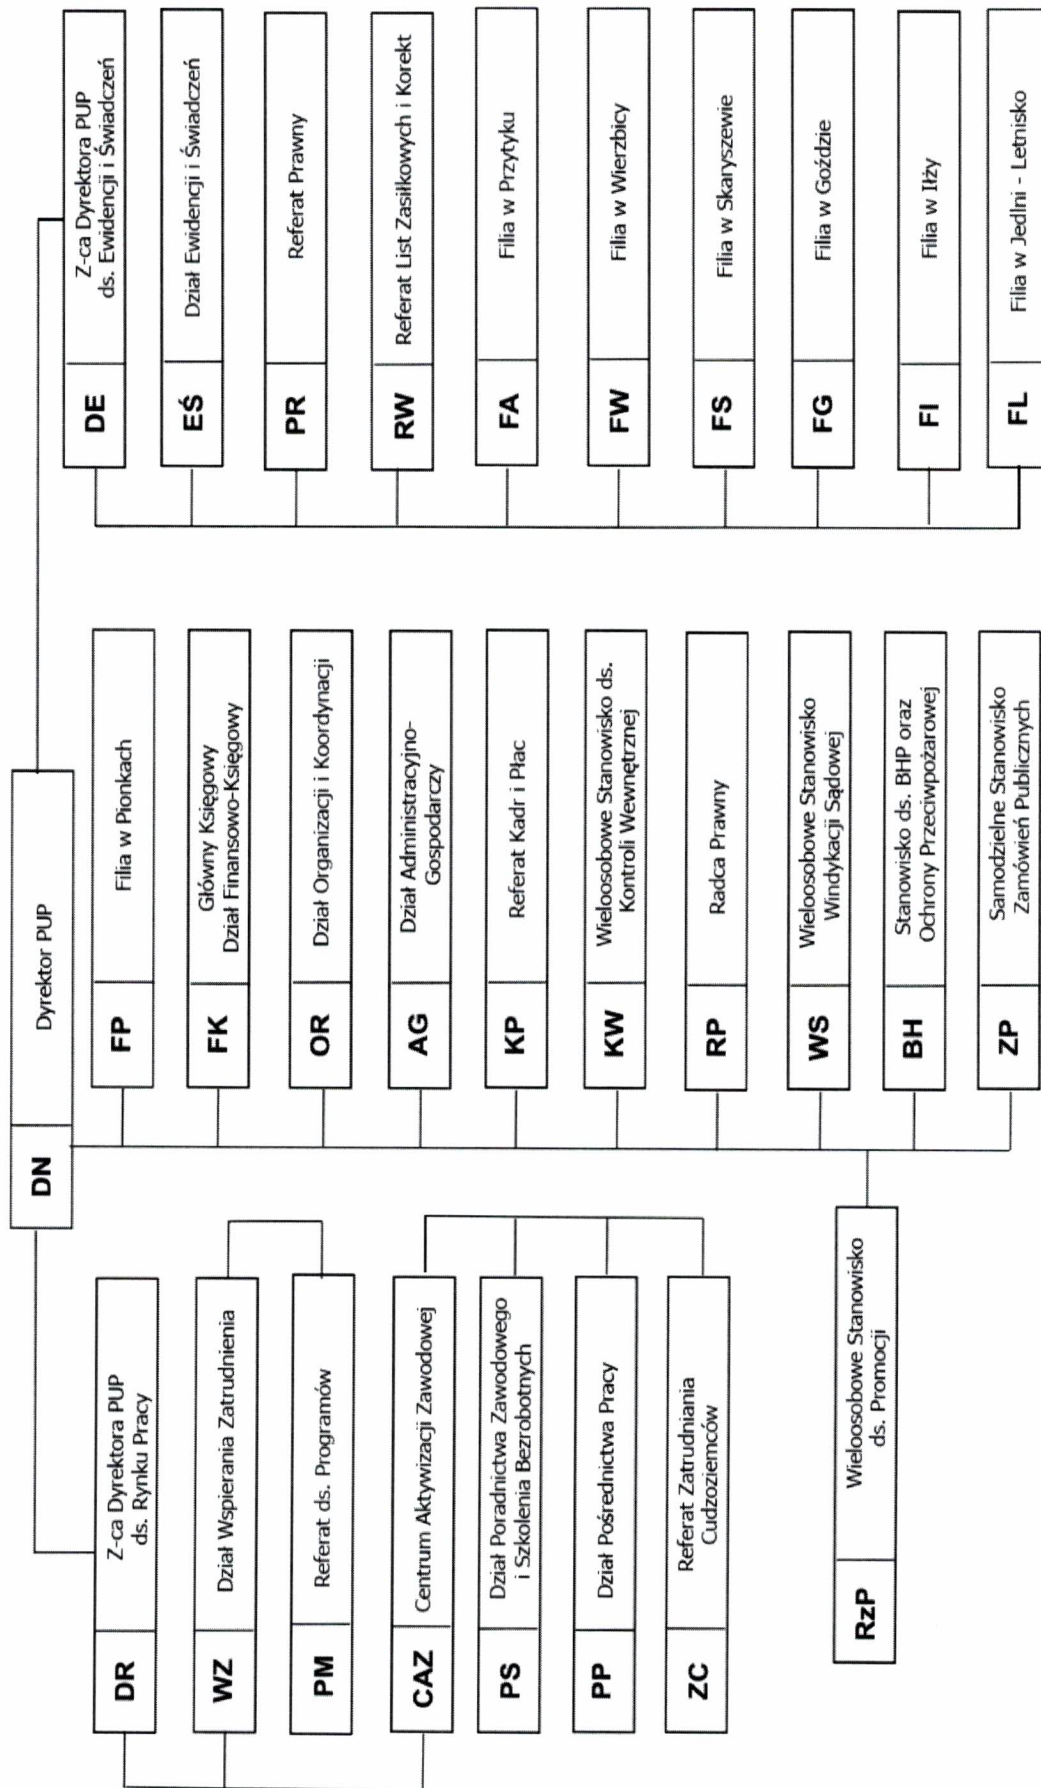 DN
Dyrektor PUP
DR
Z-ca Dyrektora PUP
ds. Rynku Pracy
WZ
Dział Wspierania Zatrudnienia
PM
Referat ds. Programów
CAZ
Centrum Aktywizacji Zawodowej
PS
Dział Poradnictwa Zawodowego
i Szkolenia Bezrobotnych
PP
Dział Pośrednictwa Pracy
ZC
Referat Zatrudniania
Cudzoziemców
RzP
Wieloosobowe Stanowisko
ds. Promocji
FP
Filia w Pionkach
FK
Główny Księgowy
Dział Finansowo-Księgowy
OR
Dział Organizacji i Koordynacji
AG
Dział Administracyjno-
Gospodarczy
KP
Referat Kadr i Płac
KW
Wieloosobowe Stanowisko ds.
Kontroli Wewnętrznej
RP
Radca Prawny
WS
Wieloosobowe Stanowisko
Windykacji Sądowej
BH
Stanowisko ds. BHP oraz
Ochrony Przeciwpożarowej
ZP
Samodzielne Stanowisko
Zamówień Publicznych
DE
Z-ca Dyrektora PUP
ds. Ewidencji i Świadczeń
EŚ
Dział Ewidencji i Świadczeń
PR
Referat Prawny
RW
Referat List Zasiłkowych i Korekt
FA
Filia w Przytyku
FW
Filia w Wierzbicy
FS
Filia w Skaryszewie
FG
Filia w Goździe
FI
Filia w Iłży
FL
Filia w Jedlni - Letnisko